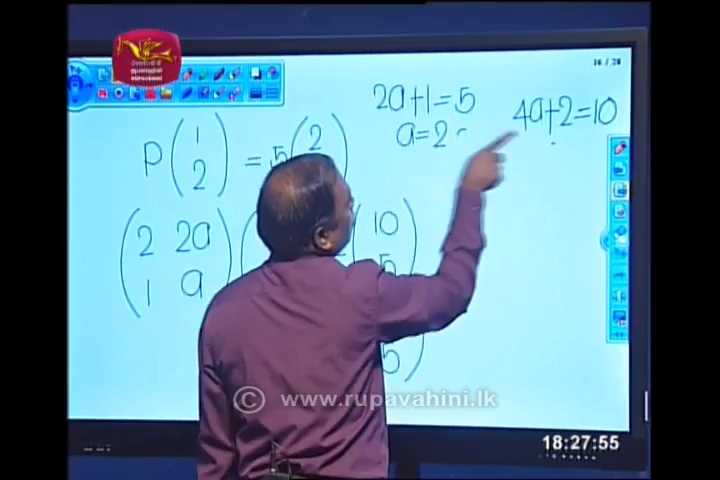 16 / 28
2a+1=5
a=2
4a+2=10
P (1 = 5 (2
2)
(2 2a) ( (10
1 a) 5
5)
© www.rupavahini.lk
18:27:55